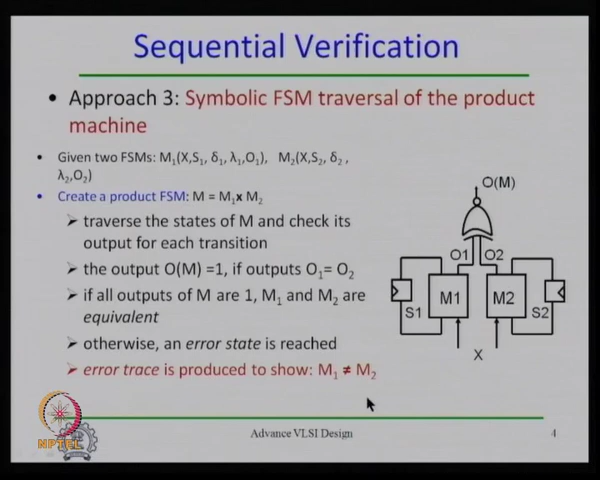 Sequential Verification
• Approach 3: Symbolic FSM traversal of the product
machine
• Given two FSMs: M₁(X,S₁, δ₁, λ₁,O₁), M₂(X,S₂, δ₂ ,
λ₂,O₂)
• Create a product FSM: M = M₁x M₂
➢ traverse the states of M and check its
output for each transition
➢ the output O(M) =1, if outputs O₁= O₂
➢ if all outputs of M are 1, M₁ and M₂ are
equivalent
➢ otherwise, an error state is reached
➢ error trace is produced to show: M₁ ≠ M₂
O(M)
O1 O2
M1 M2
S1 S2
X
NPTEL
Advance VLSI Design
4